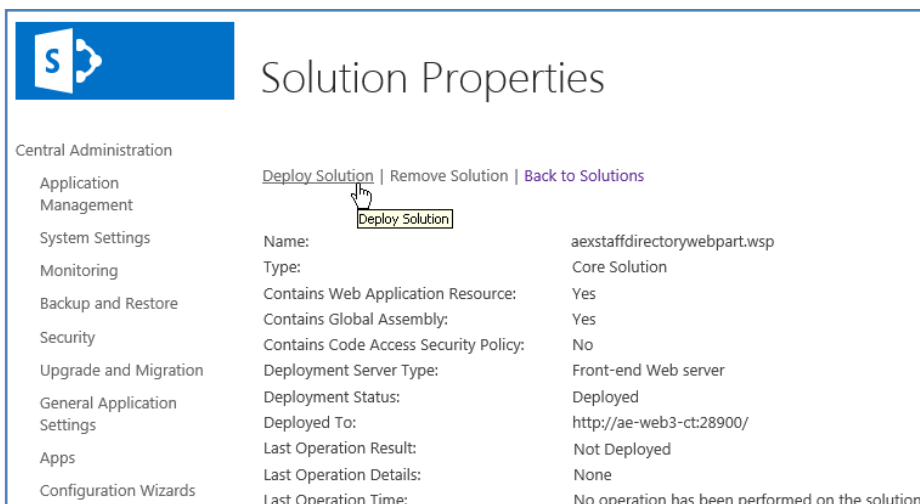 S
Solution Properties
Central Administration
Application
Management
System Settings
Monitoring
Backup and Restore
Security
Upgrade and Migration
General Application
Settings
Apps
Configuration Wizards
Deploy Solution | Remove Solution | Back to Solutions
Deploy Solution
Name: aexstaffdirectorywebpart.wsp
Type: Core Solution
Contains Web Application Resource: Yes
Contains Global Assembly: Yes
Contains Code Access Security Policy: No
Deployment Server Type: Front-end Web server
Deployment Status: Deployed
Deployed To: http://ae-web3-ct:28900/
Last Operation Result: Not Deployed
Last Operation Details: None
Last Operation Time: No operation has been performed on the solution